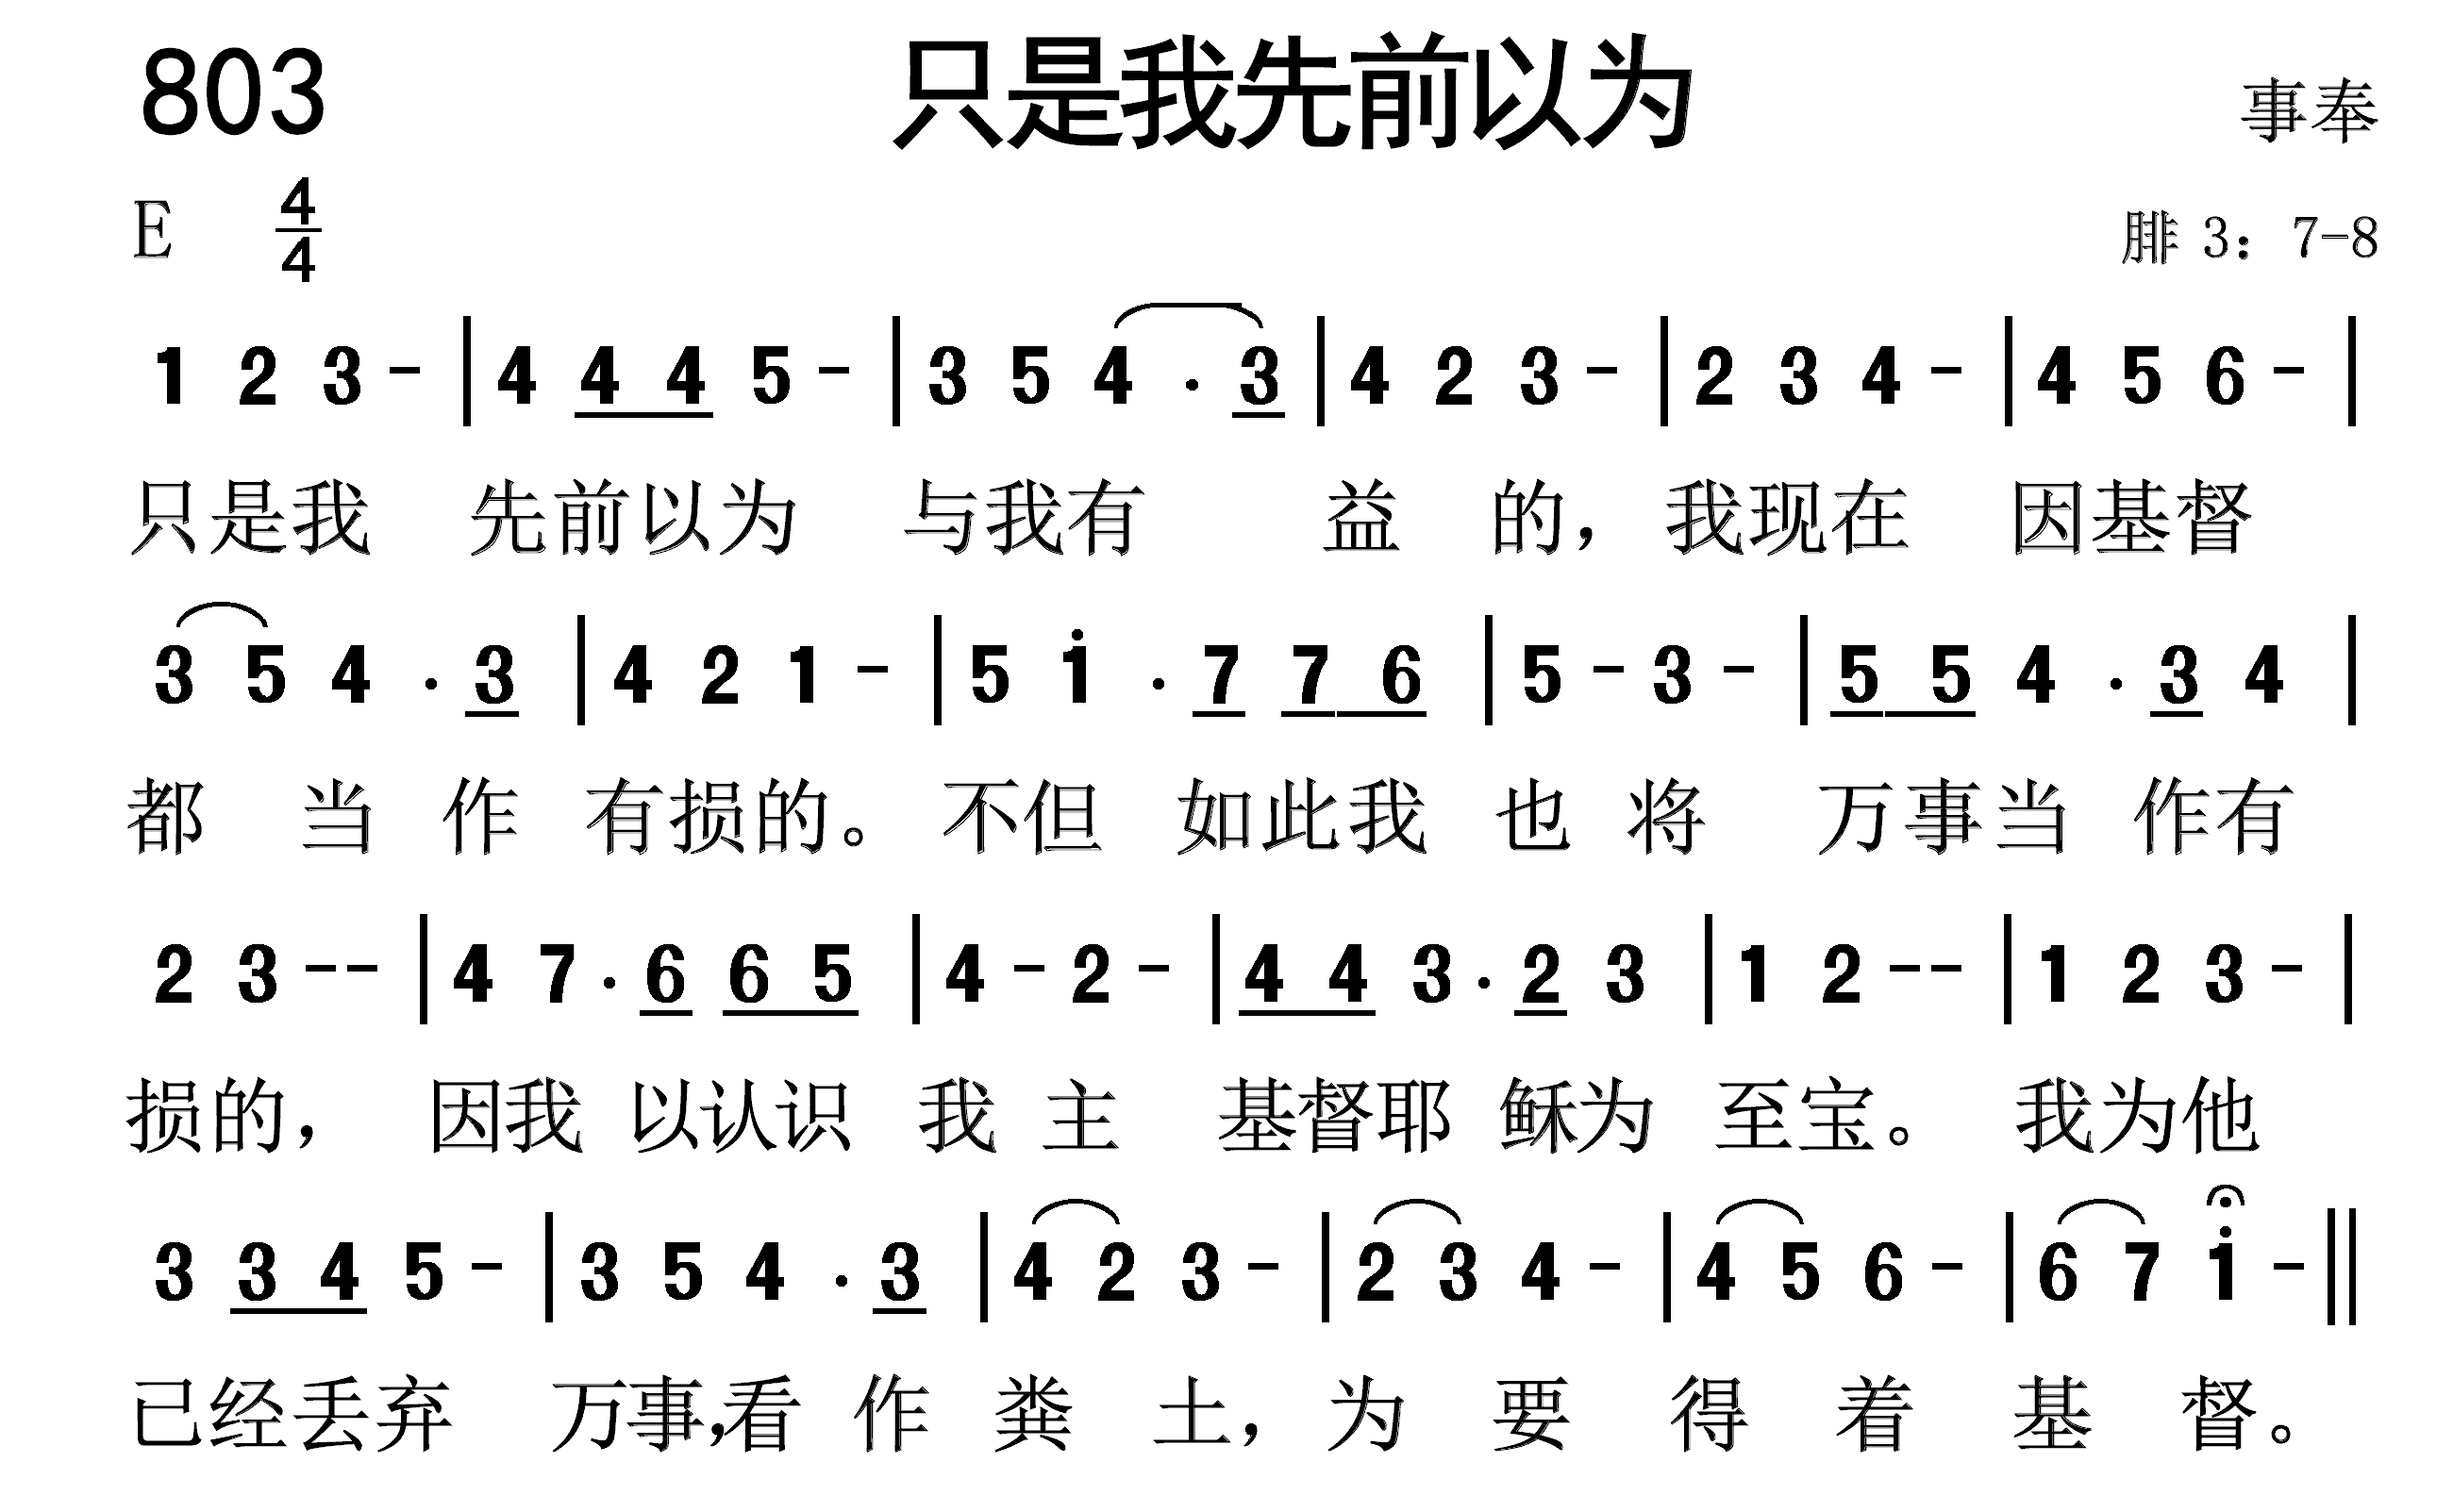 803 只是我先前以为 事奉
E 4/4 腓 3：7-8
1 2 3 - | 4 4 4 5 - | 3 5 4 · 3 | 4 2 3 - | 2 3 4 - | 4 5 6 - |
只是我 先前以为 与我有 益 的，我现在 因基督
3 5 4 · 3 | 4 2 1 - | 5 i · 7 7 6 | 5 - 3 - | 5 5 4 · 3 4 |
都 当 作 有损的。不但 如此我 也 将 万事当 作有
2 3 - - | 4 7 · 6 6 5 | 4 - 2 - | 4 4 3 · 2 3 | 1 2 - - | 1 2 3 - |
损的， 因我 以认识 我 主 基督耶 稣为 至宝。 我为他
3 3 4 5 - | 3 5 4 · 3 | 4 2 3 - | 2 3 4 - | 4 5 6 - | 6 7 i - ||
已经丢弃 万事,看 作 粪 土，为 要 得 着 基 督。